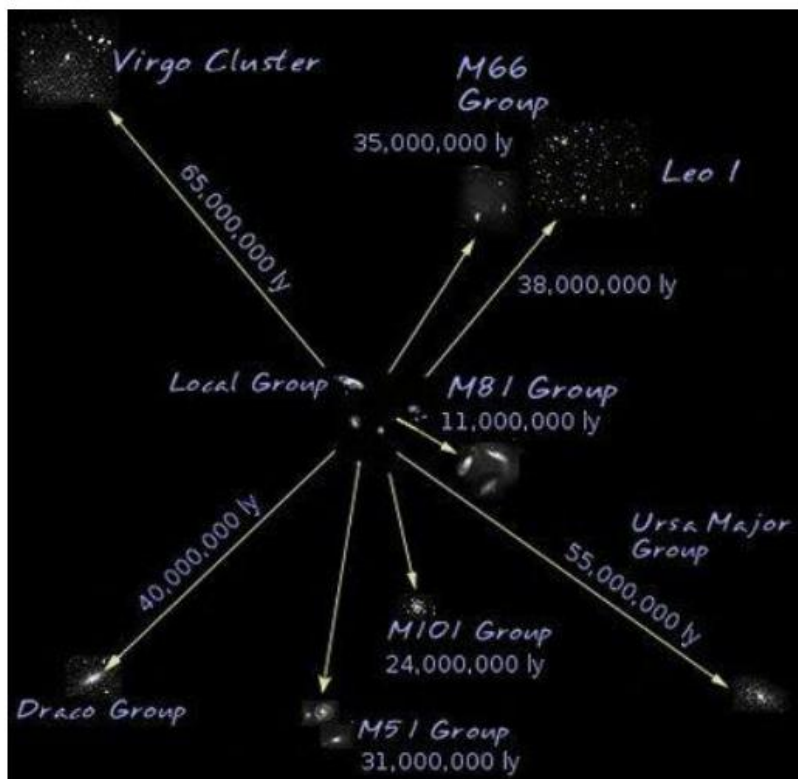 Virgo Cluster
M66
Group
35,000,000 ly
Leo 1
65,000,000 ly
38,000,000 ly
Local Group
M81 Group
11,000,000 ly
Ursa Major
Group
40,000,000 ly
55,000,000 ly
M101 Group
24,000,000 ly
Draco Group
M51 Group
31,000,000 ly